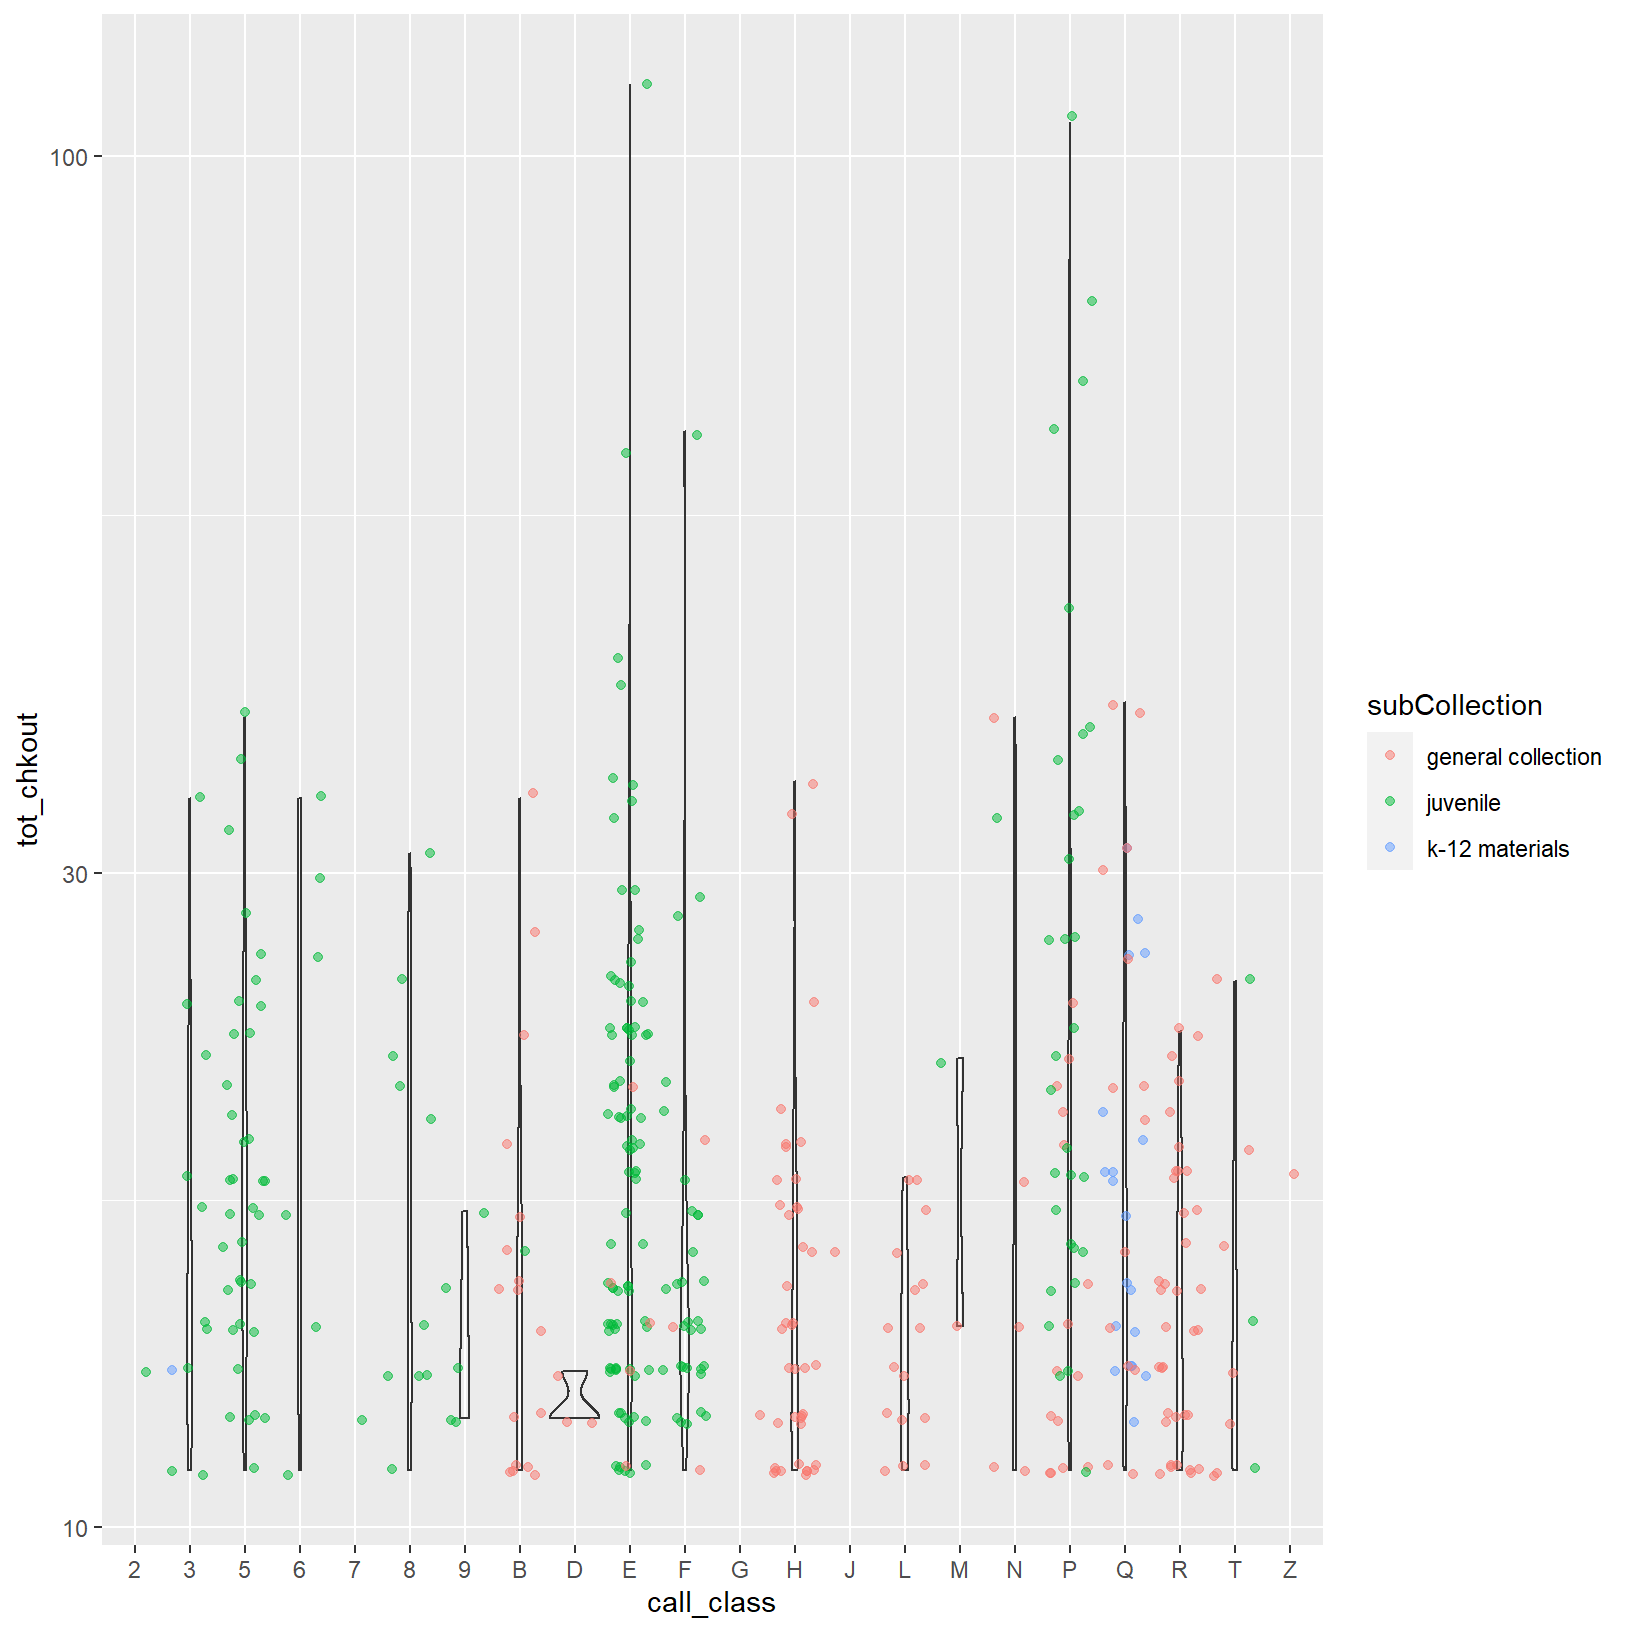 100
30
10
tot_chkout
2 3 5 6 7 8 9 B D E F G H J L M N P Q R T Z
call_class
subCollection
general collection
juvenile
k-12 materials